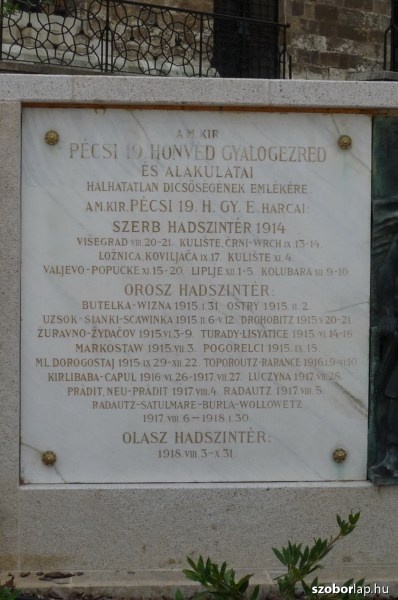 A M. KIR.
PÉCSI 19. HONVÉD GYALOGEZRED
ÉS ALAKULATAI
HALHATATLAN DICSŐSÉGÉNEK EMLÉKÉRE.
A M. KIR. PÉCSI 19. H. GY. E. HARCAI:
SZERB HADSZINTÉR 1914
VIŠEGRAD VIII. 20-21. KULIŠTE, ČRNI-WRCH IX. 13-14.
LOŽNICA, KOVILJAČA IX. 17. KULIŠTE XI. 4.
VALJEVO-POPUCKE XI. 15-20. LIPLJE XII. 1-5. KOLUBARA XII. 9-10.
OROSZ HADSZINTÉR:
BUTELKA-WIZNA 1915. I. 31. OSTRY 1915. II. 2.
UZSOK-SIANKI-SCAWINKA 1915. II. 6-V. 12. DROHOBITZ 1915. V. 20-21.
ŽURAVNO-ŽYDAČOV 1915. VI. 3-9. TURADY-LISYATICE 1915. VI. 14-16.
MARKOSTAW 1915. VII. 3. POGORELCI 1915. IX. 15.
ML. DOROGOSTAJ 1915. IX. 29-XII. 22. TOPOROUTZ-RARANCE 1916. I. 9-VI. 10.
KIRLIBABA-CAPUL 1916. VI. 26-1917. VII. 27. LUCZYNA 1917. VII. 28.
PRADIT, NEU-PRADIT 1917. VIII. 4. RADAUTZ 1917. VIII. 5.
RADAUTZ-SATULMARE-BURLA-WOLLOWETZ
1917. VIII. 6-1918. I. 30.
OLASZ HADSZINTÉR:
1918. VIII. 3-X. 31.
szoborlap.hu